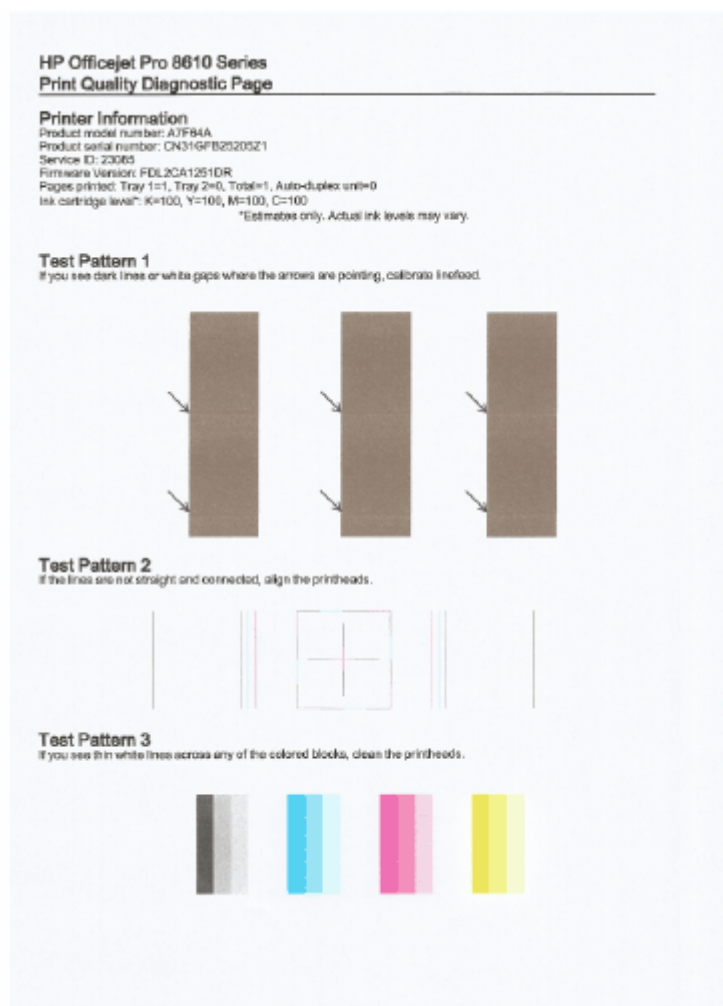 HP Officejet Pro 8610 Series
Print Quality Diagnostic Page
Printer Information
Product model number: A7F64A
Product serial number: CN31GFB25205Z1
Service ID: 23065
Firmware Version: FDL2CA1251DR
Pages printed: Tray 1=1, Tray 2=0, Total=1, Auto-duplex unit=0
Ink cartridge level*: K=100, Y=100, M=100, C=100
*Estimates only. Actual ink levels may vary.
Test Pattern 1
If you see dark lines or white gaps where the arrows are pointing, calibrate linefeed.
Test Pattern 2
If the lines are not straight and connected, align the printheads.
Test Pattern 3
If you see thin white lines across any of the colored blocks, clean the printheads.